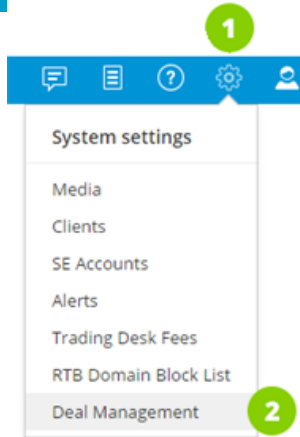 1
?
System settings
Media
Clients
SE Accounts
Alerts
Trading Desk Fees
RTB Domain Block List
Deal Management
2